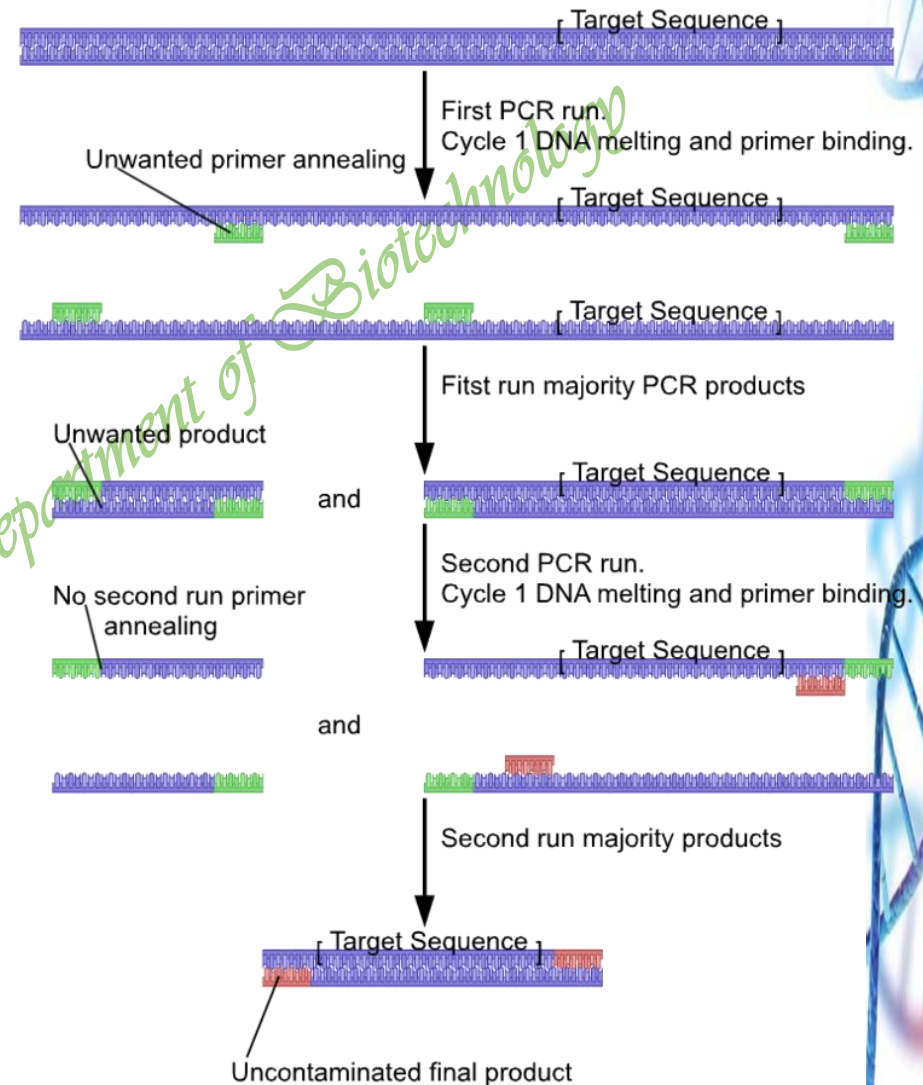 [ Target Sequence ]
First PCR run.
Cycle 1 DNA melting and primer binding.
Unwanted primer annealing
[ Target Sequence ]
[ Target Sequence ]
Fitst run majority PCR products
Unwanted product
[ Target Sequence ]
and
Second PCR run.
Cycle 1 DNA melting and primer binding.
No second run primer
annealing
[ Target Sequence ]
and
Second run majority products
[ Target Sequence ]
Uncontaminated final product
Department of Biotechnology